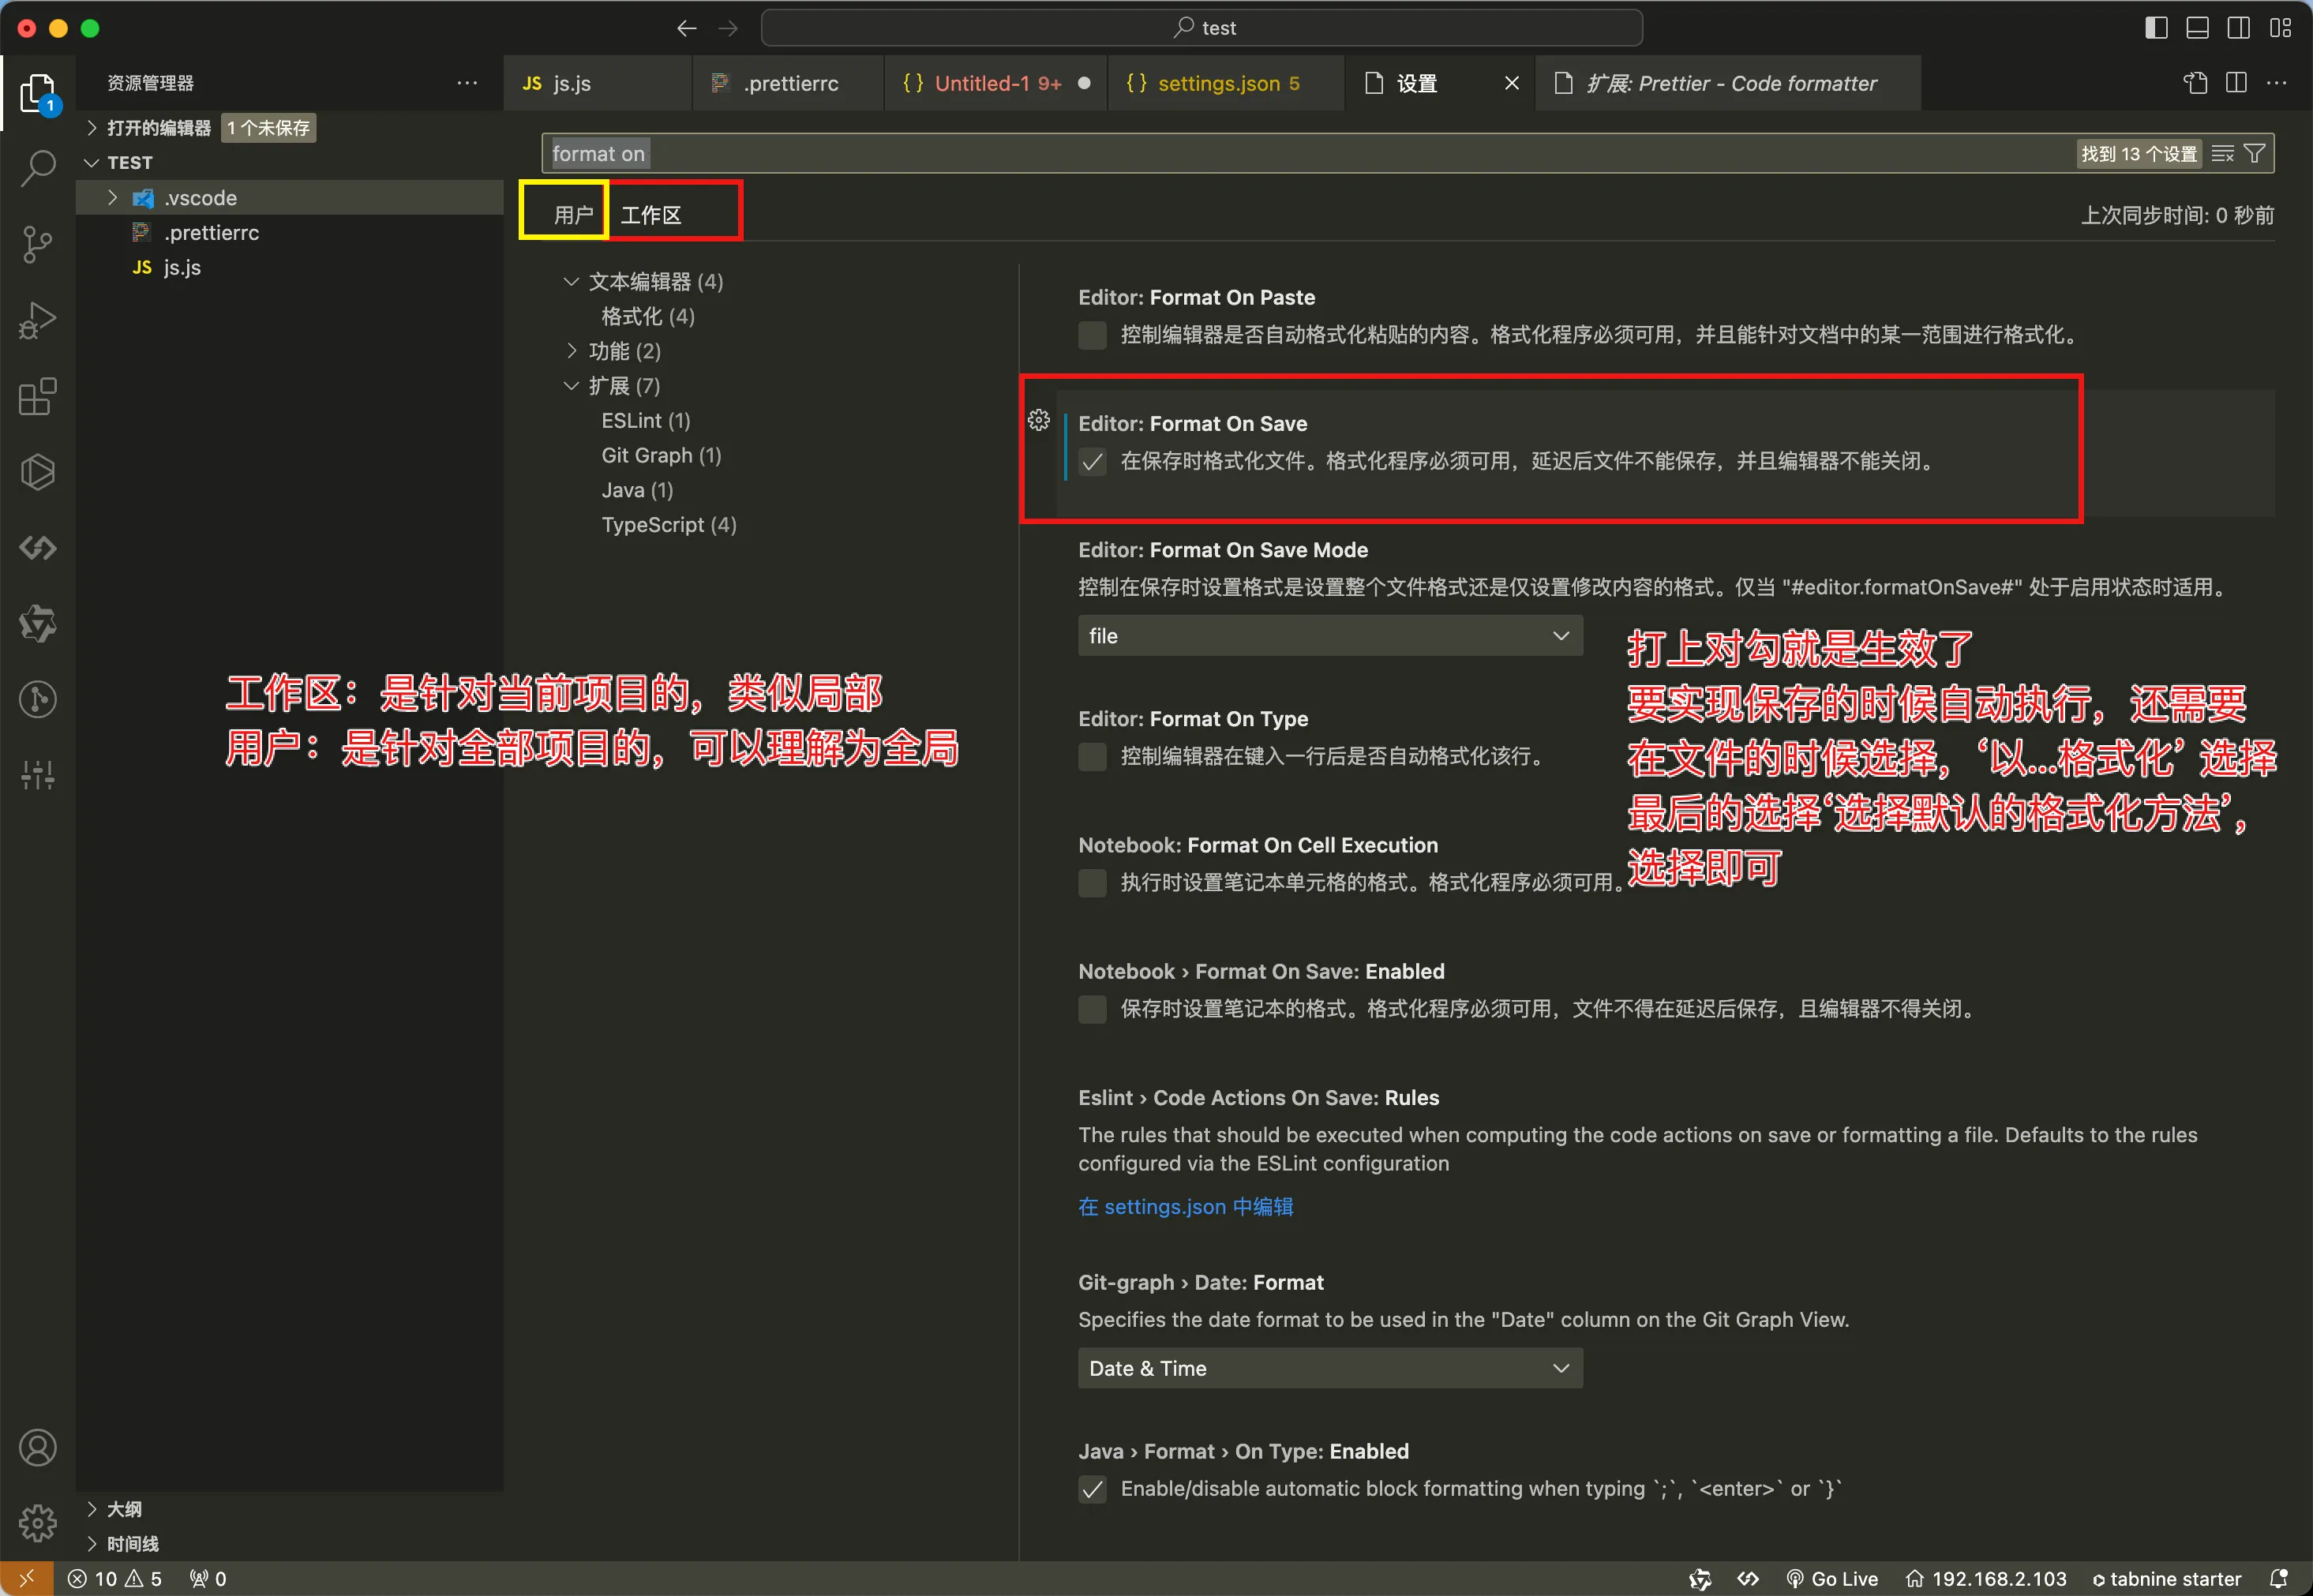 test
资源管理器
JS js.js
.prettierrc
{ } Untitled-1 9+
{ } settings.json 5
设置
扩展: Prettier - Code formatter
1
打开的编辑器 1 个未保存
TEST
.vscode
.prettierrc
JS js.js
format on
找到 13 个设置
用户
工作区
上次同步时间: 0 秒前
文本编辑器 (4)
格式化 (4)
功能 (2)
扩展 (7)
ESLint (1)
Git Graph (1)
Java (1)
TypeScript (4)
Editor: Format On Paste
控制编辑器是否自动格式化粘贴的内容。格式化程序必须可用，并且能针对文档中的某一范围进行格式化。
Editor: Format On Save
在保存时格式化文件。格式化程序必须可用，延迟后文件不能保存，并且编辑器不能关闭。
Editor: Format On Save Mode
控制在保存时设置格式是设置整个文件格式还是仅设置修改内容的格式。仅当 "#editor.formatOnSave#" 处于启用状态时适用。
file
Editor: Format On Type
控制编辑器在键入一行后是否自动格式化该行。
Notebook: Format On Cell Execution
执行时设置笔记本单元格的格式。格式化程序必须可用。
Notebook › Format On Save: Enabled
保存时设置笔记本的格式。格式化程序必须可用，文件不得在延迟后保存，且编辑器不得关闭。
Eslint › Code Actions On Save: Rules
The rules that should be executed when computing the code actions on save or formatting a file. Defaults to the rules
configured via the ESLint configuration
在 settings.json 中编辑
Git-graph › Date: Format
Specifies the date format to be used in the "Date" column on the Git Graph View.
Date & Time
Java › Format › On Type: Enabled
Enable/disable automatic block formatting when typing `;`, `<enter>` or `}`
工作区：是针对当前项目的，类似局部
用户：是针对全部项目的，可以理解为全局
打上对勾就是生效了
要实现保存的时候自动执行，还需要
在文件的时候选择，‘以...格式化’ 选择
最后的选择‘选择默认的格式化方法’，
选择即可
大纲
时间线
10 5 0
Go Live
192.168.2.103
tabnine starter